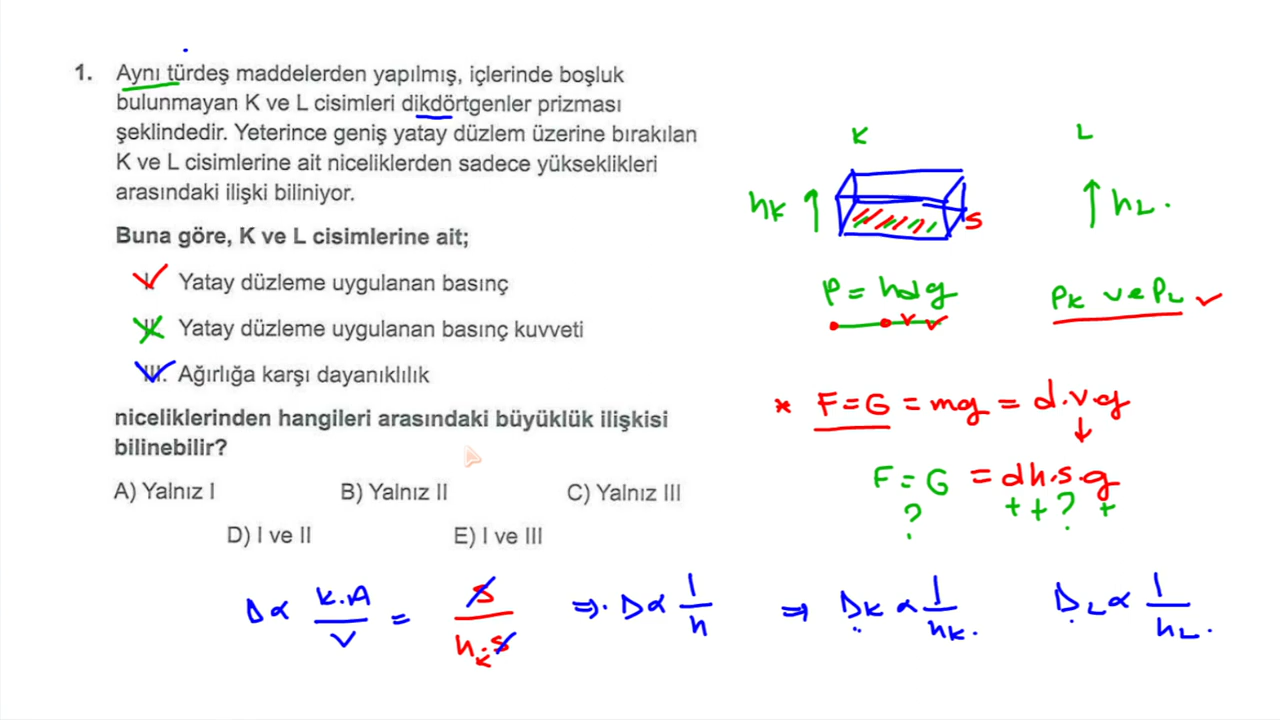 1. Aynı türdeş maddelerden yapılmış, içlerinde boşluk
bulunmayan K ve L cisimleri dikdörtgenler prizması
şeklindedir. Yeterince geniş yatay düzlem üzerine bırakılan
K ve L cisimlerine ait niceliklerden sadece yükseklikleri
arasındaki ilişki biliniyor.
Buna göre, K ve L cisimlerine ait;
I. Yatay düzleme uygulanan basınç
II. Yatay düzleme uygulanan basınç kuvveti
III. Ağırlığa karşı dayanıklılık
niceliklerinden hangileri arasındaki büyüklük ilişkisi
bilinebilir?
A) Yalnız I B) Yalnız II C) Yalnız III
D) I ve II E) I ve III
K L
hK S hL.
P = hdg PK ve PL
* F = G = mg = d.v.g
F = G = dh.s.g
? + + ? +
D ∝ k.A / V = S / hK.S ⇒ D ∝ 1 / h ⇒ DK ∝ 1 / hK. DL ∝ 1 / hL.